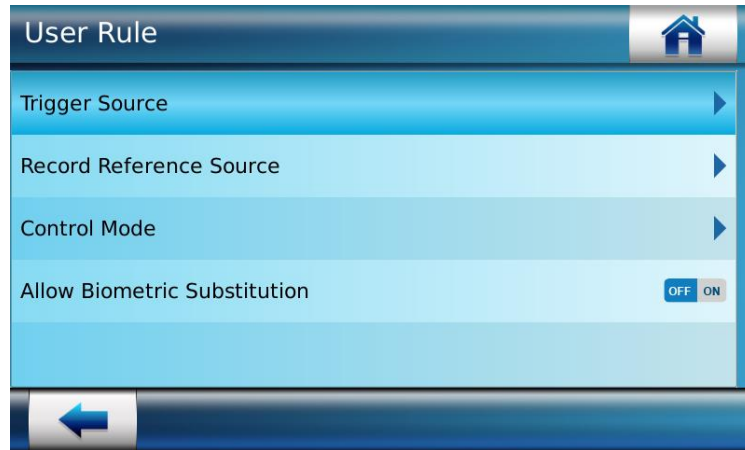 User Rule
Trigger Source
Record Reference Source
Control Mode
Allow Biometric Substitution OFF ON